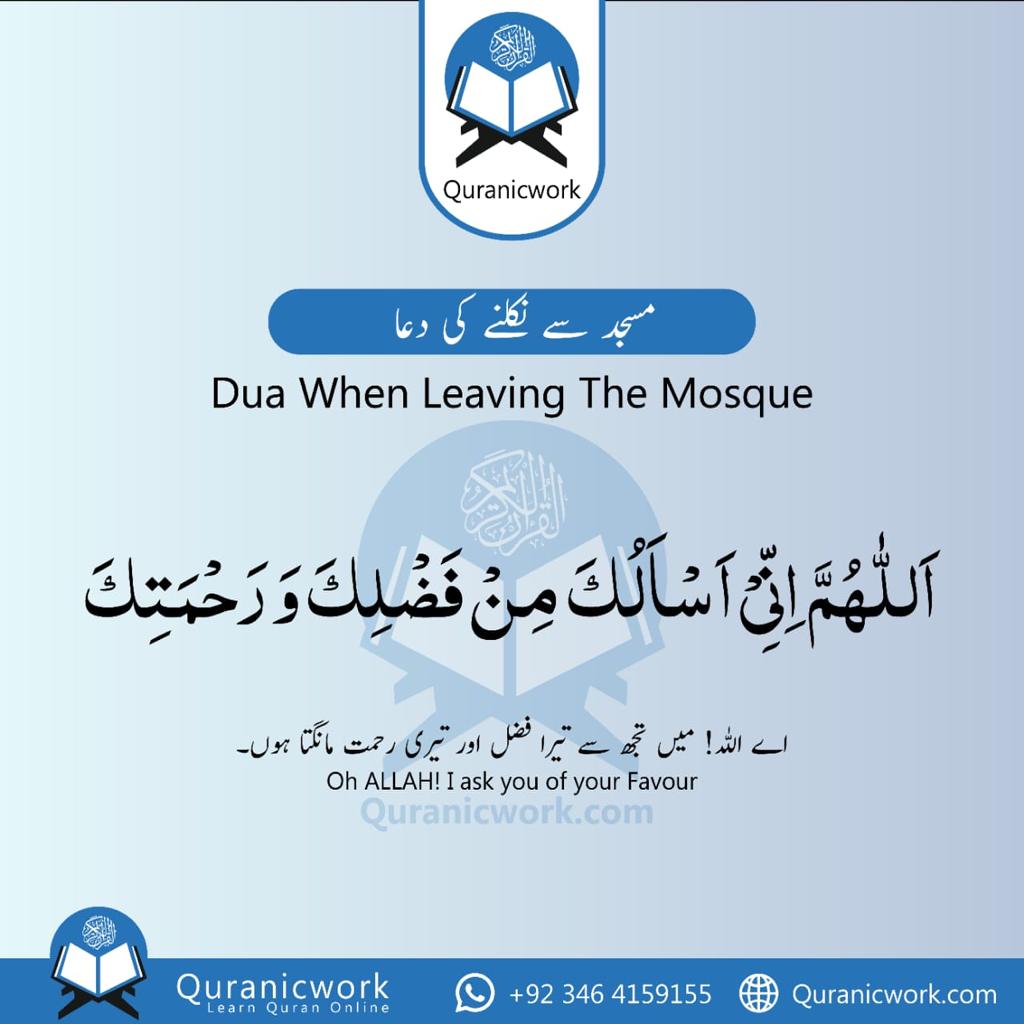 Quranicwork
مسجد سے نکلنے کی دعا
Dua When Leaving The Mosque
اَللّٰهُمَّ اِنِّیْ اَسْاَلُكَ مِنْ فَضْلِكَ وَ رَحْمَتِكَ
اے اللہ! میں تجھ سے تیرا فضل اور تیری رحمت مانگتا ہوں۔
Oh ALLAH! I ask you of your Favour
Quranicwork.com
Quranicwork
Learn Quran Online
+92 346 4159155
Quranicwork.com